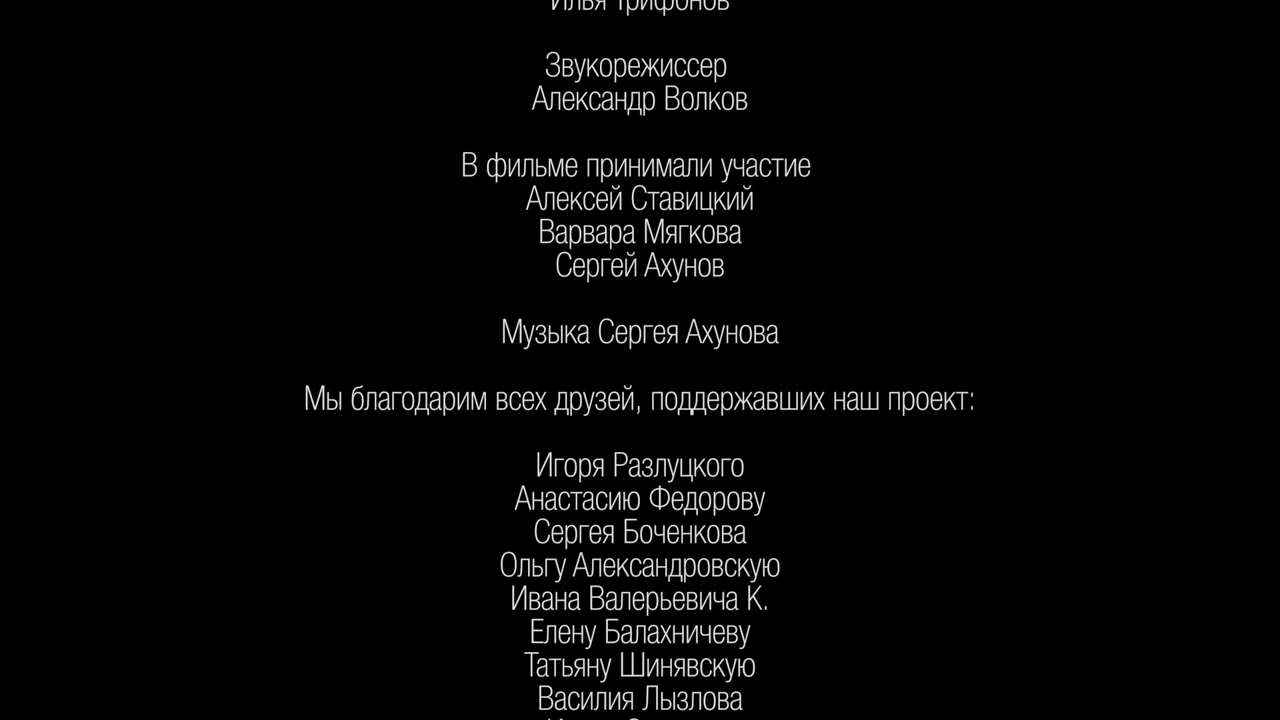 Илья Трифонов
Звукорежиссер
Александр Волков
В фильме принимали участие
Алексей Ставицкий
Варвара Мягкова
Сергей Ахунов
Музыка Сергея Ахунова
Мы благодарим всех друзей, поддержавших наш проект:
Игоря Разлуцкого
Анастасию Федорову
Сергея Боченкова
Ольгу Александровскую
Ивана Валерьевича К.
Елену Балахничеву
Татьяну Шинявскую
Василия Лызлова